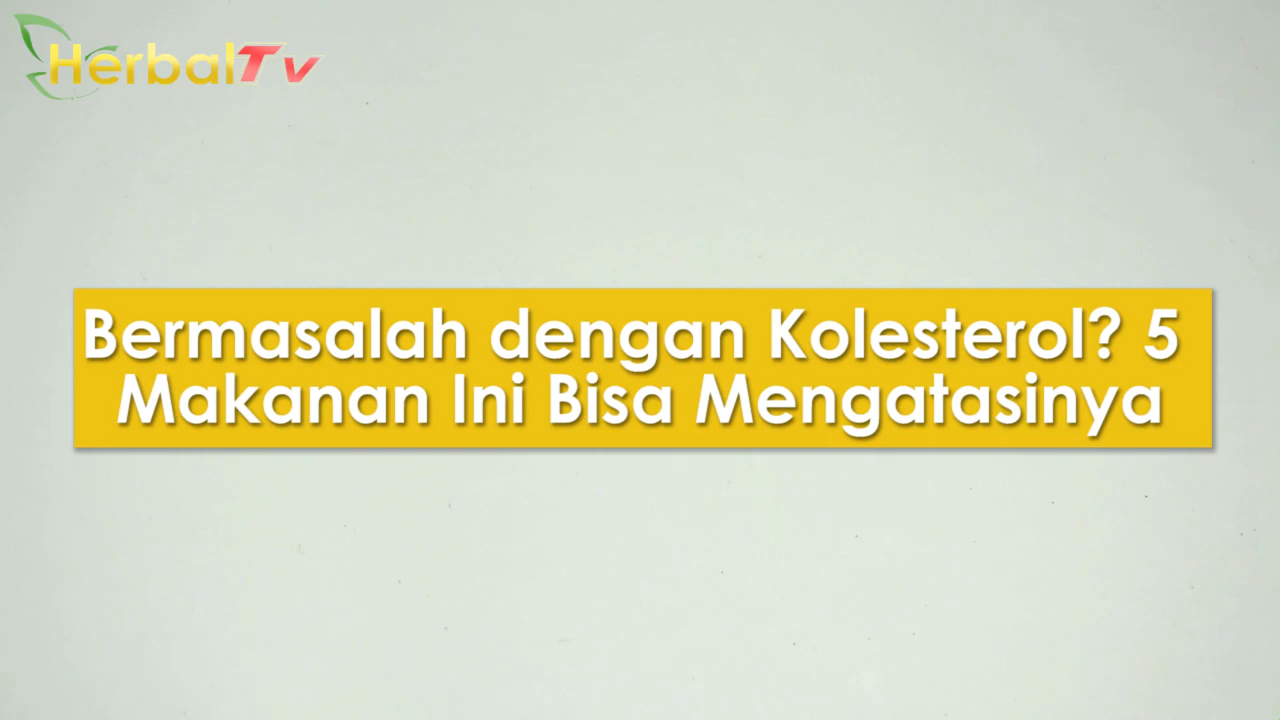 HerbalTv
Bermasalah dengan Kolesterol? 5
Makanan Ini Bisa Mengatasinya